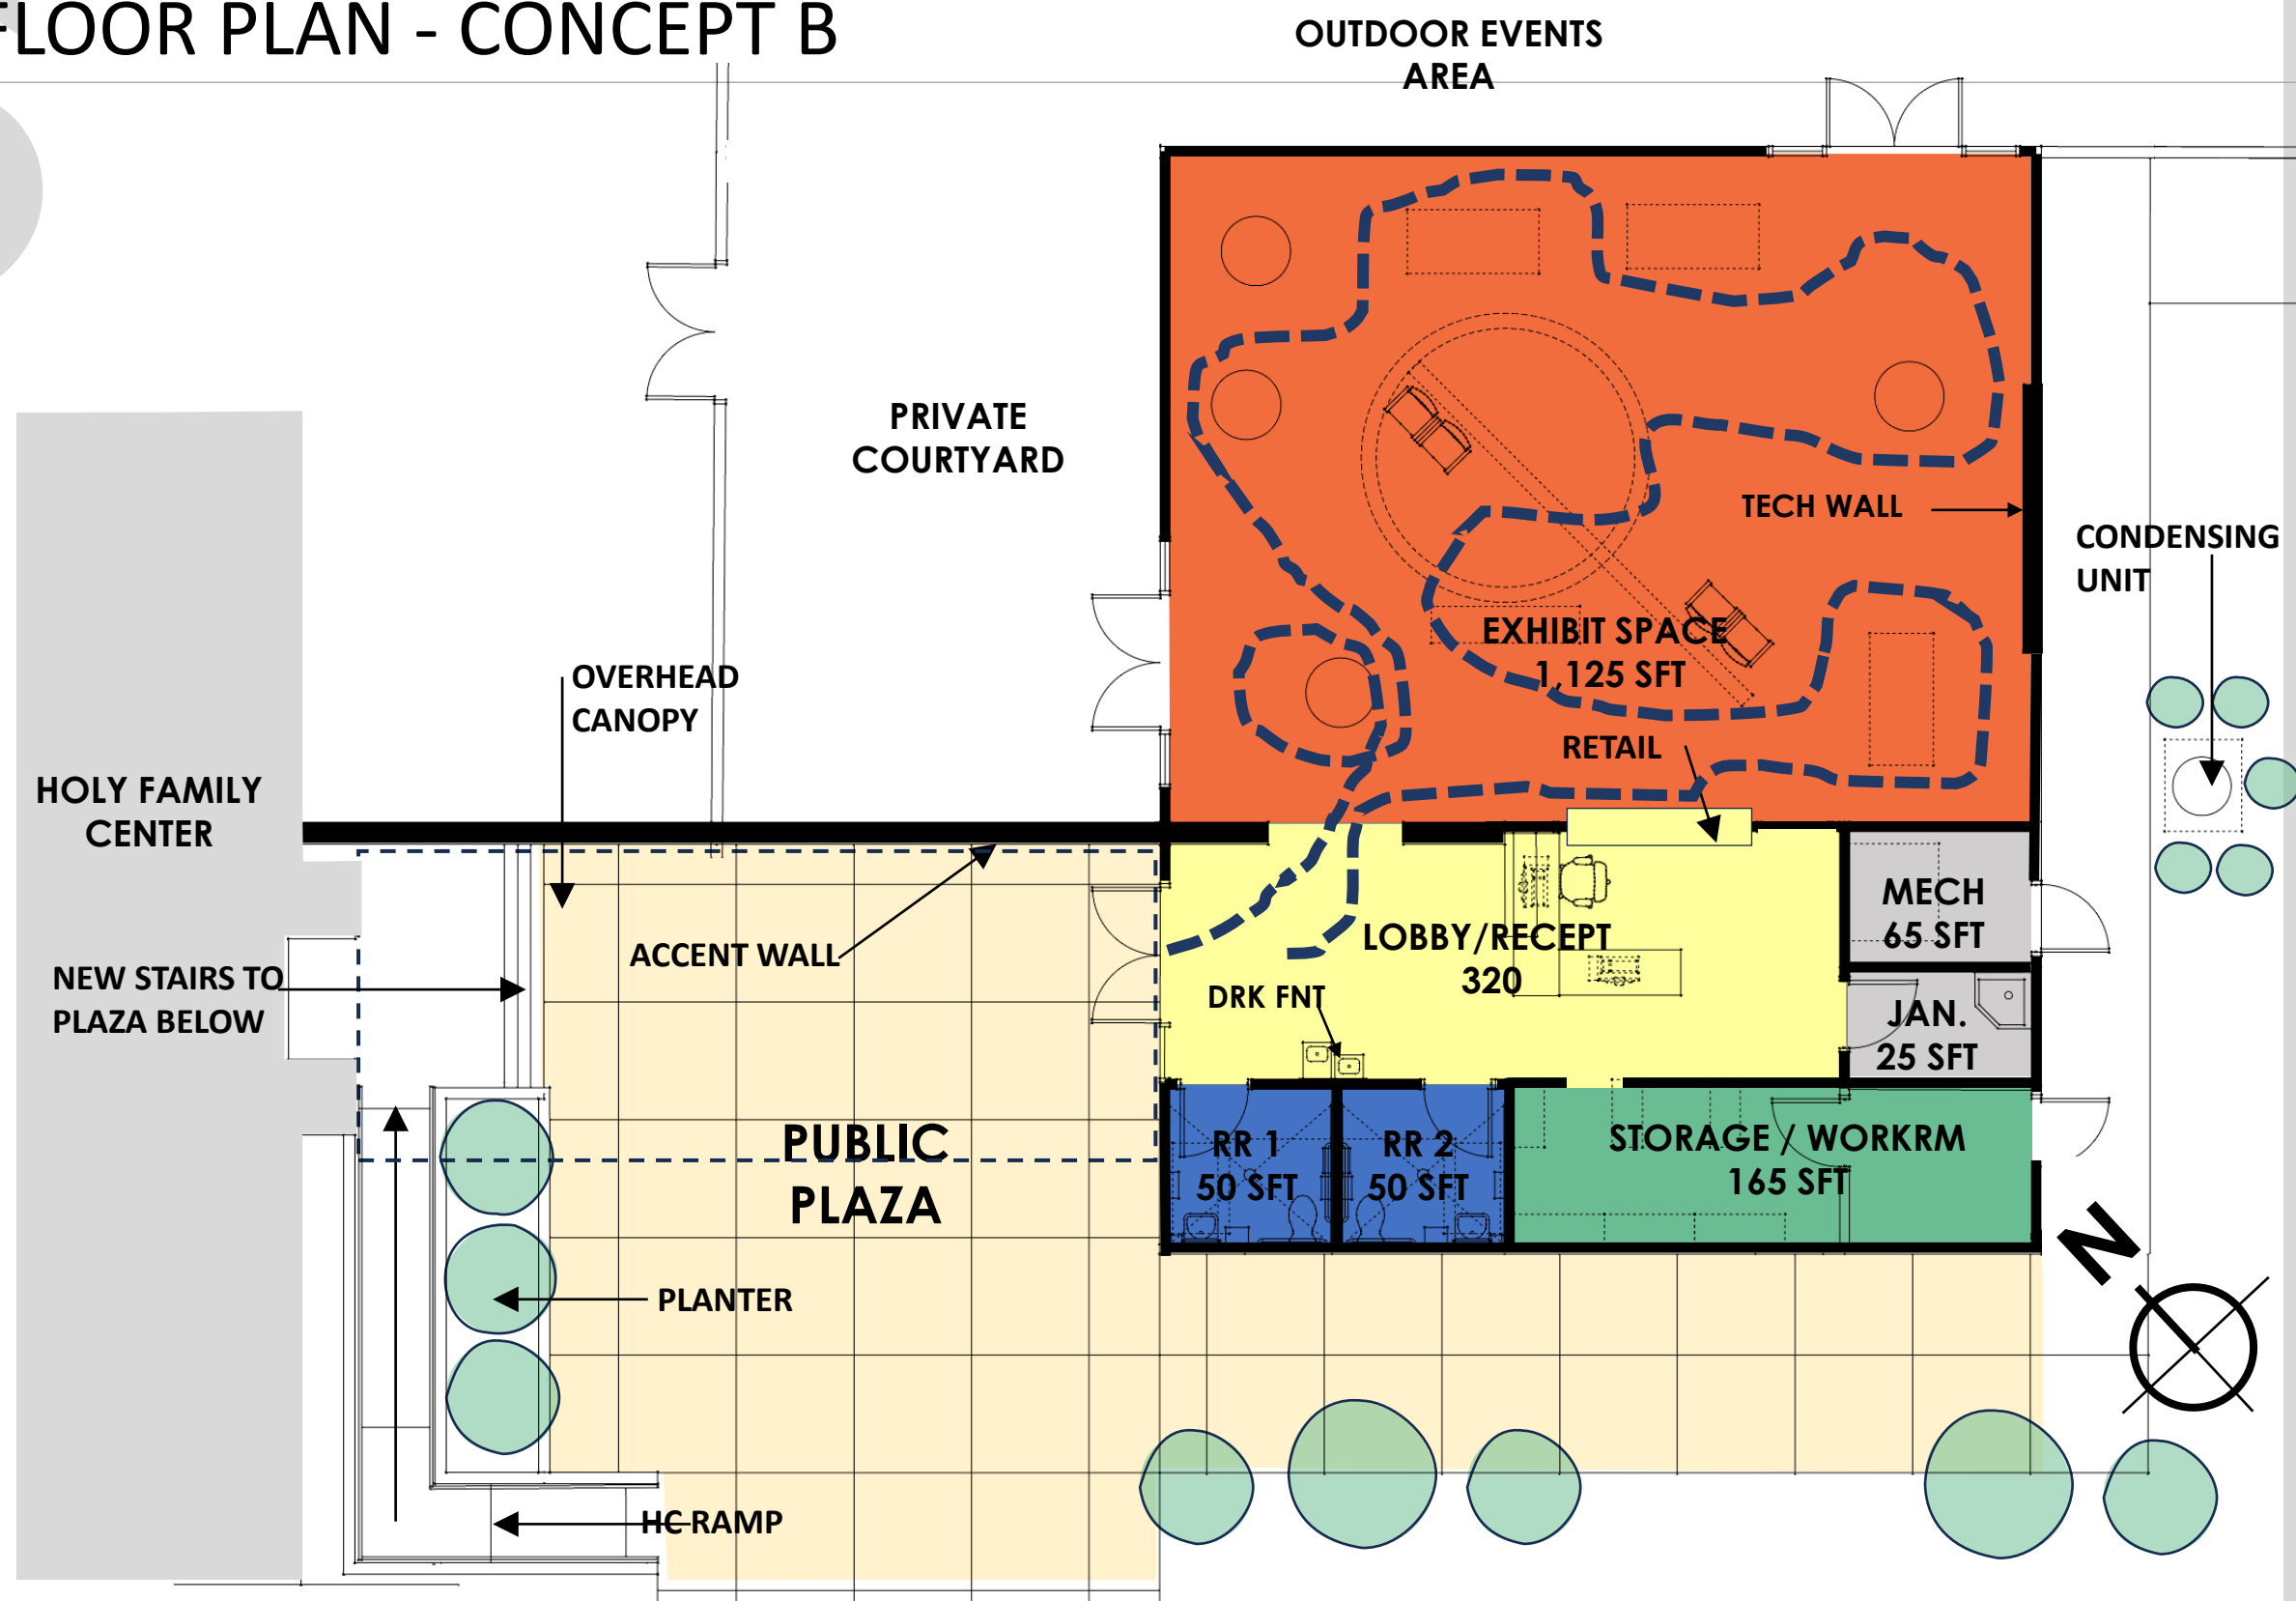 FLOOR PLAN - CONCEPT B
OUTDOOR EVENTS
AREA
PRIVATE
COURTYARD
TECH WALL
CONDENSING
UNIT
EXHIBIT SPACE
1,125 SFT
OVERHEAD
CANOPY
RETAIL
HOLY FAMILY
CENTER
MECH
65 SFT
ACCENT WALL
LOBBY/RECEPT
320
NEW STAIRS TO
PLAZA BELOW
DRK FNT
JAN.
25 SFT
PUBLIC
PLAZA
RR 1
50 SFT
RR 2
50 SFT
STORAGE / WORKRM
165 SFT
N
PLANTER
HC RAMP